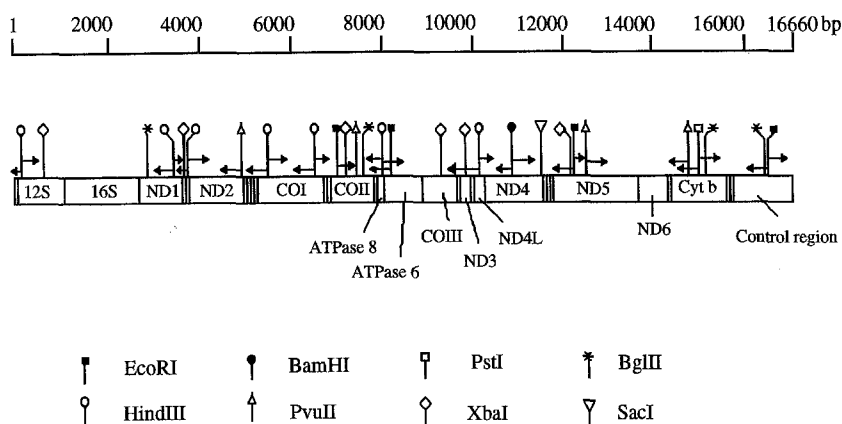 1 2000 4000 6000 8000 10000 12000 14000 16000 16660 bp
12S 16S ND1 ND2 COI COII ND4 ND5 Cyt b
ATPase 8 ATPase 6 COIII ND3 ND4L ND6 Control region
EcoRI BamHI PstI BglII
HindIII PvuII XbaI SacI